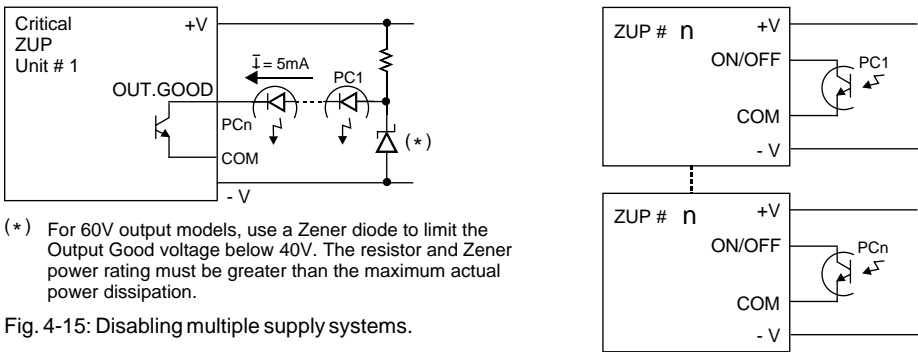 Critical
ZUP
Unit # 1
+V
OUT.GOOD
I = 5mA
PC1
PCn
COM
(*)
- V
(*) For 60V output models, use a Zener diode to limit the
Output Good voltage below 40V. The resistor and Zener
power rating must be greater than the maximum actual
power dissipation.
Fig. 4-15: Disabling multiple supply systems.
ZUP # n
+V
ON/OFF
PC1
COM
- V
ZUP # n
+V
ON/OFF
PCn
COM
- V